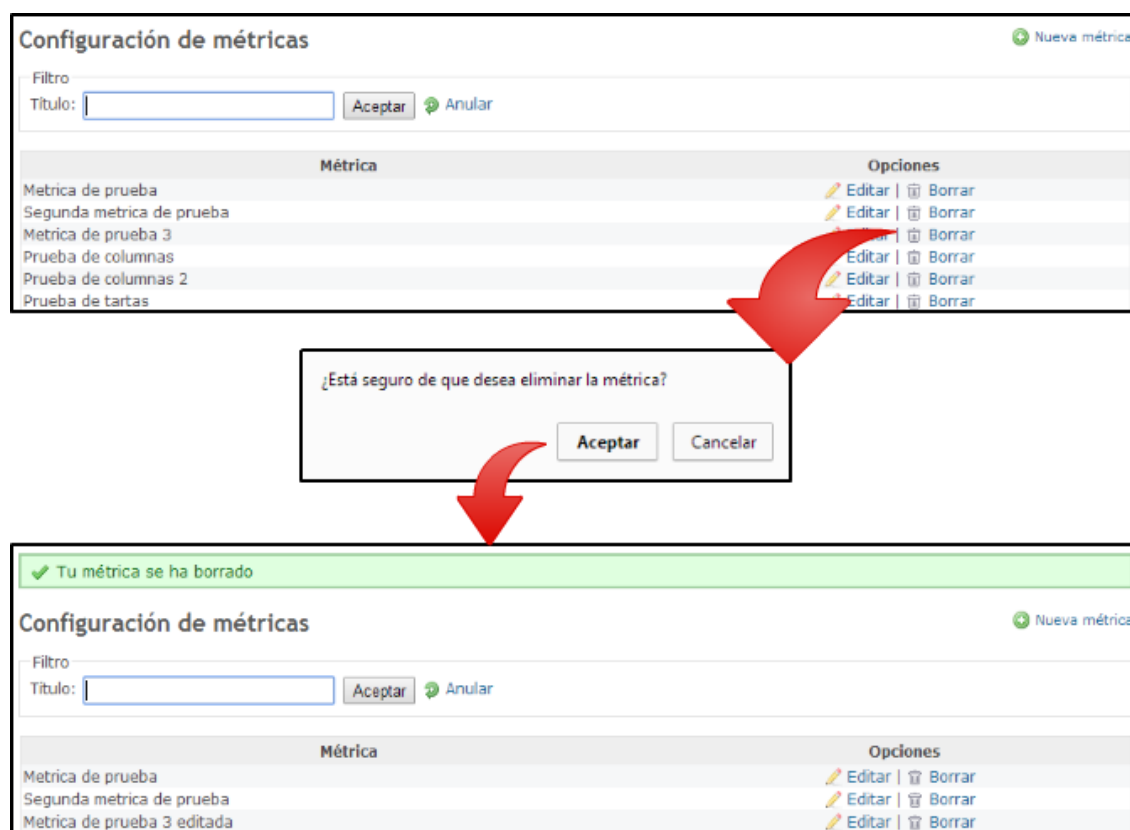 Configuración de métricas Nueva métrica
Filtro
Título: Aceptar Anular
Métrica Opciones
Metrica de prueba Editar | Borrar
Segunda metrica de prueba Editar | Borrar
Metrica de prueba 3 | Borrar
Prueba de columnas Editar | Borrar
Prueba de columnas 2 Editar | Borrar
Prueba de tartas Editar | Borrar
¿Está seguro de que desea eliminar la métrica?
Aceptar Cancelar
Tu métrica se ha borrado
Configuración de métricas Nueva métrica
Filtro
Título: Aceptar Anular
Métrica Opciones
Metrica de prueba Editar | Borrar
Segunda metrica de prueba Editar | Borrar
Metrica de prueba 3 editada Editar | Borrar